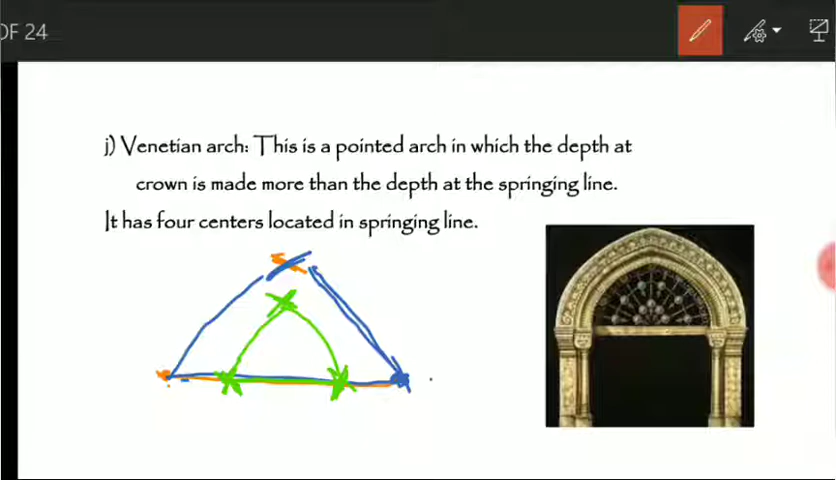 OF 24
j) Venetian arch: This is a pointed arch in which the depth at
crown is made more than the depth at the springing line.
It has four centers located in springing line.